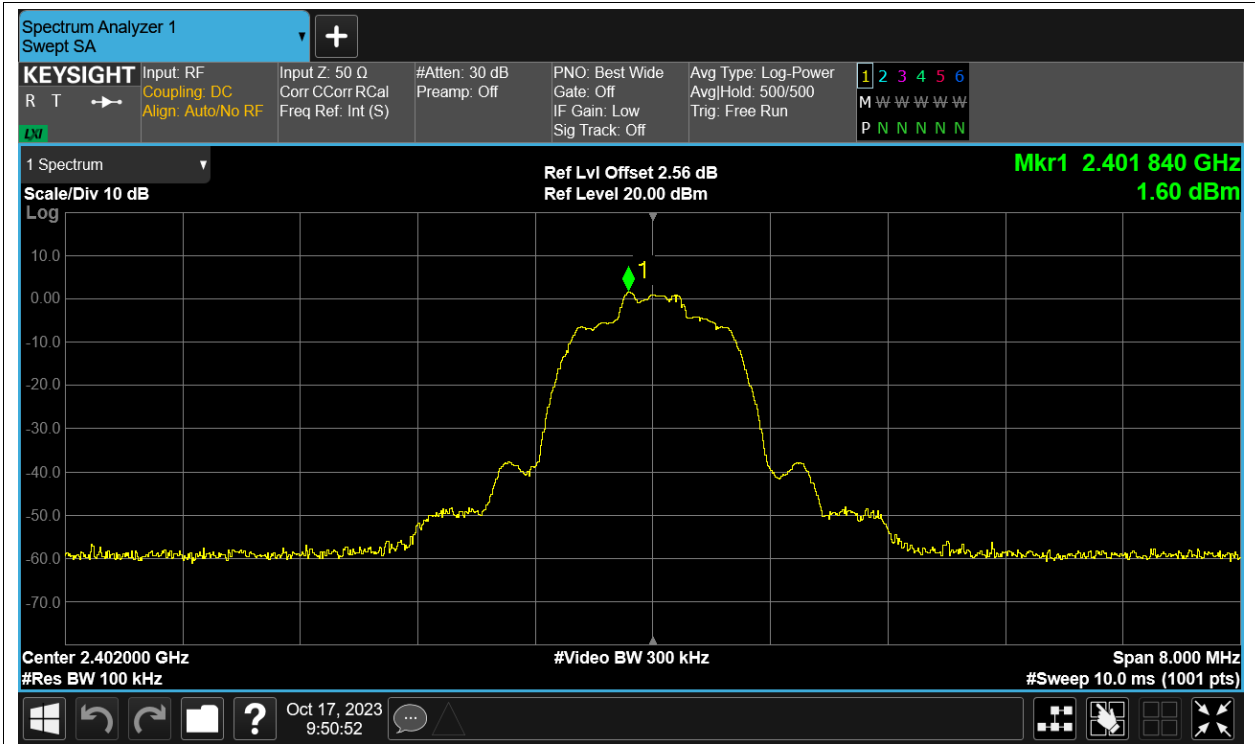 Spectrum Analyzer 1
Swept SA
+
KEYSIGHT
R T
LXI
Input: RF
Coupling: DC
Align: Auto/No RF
Input Z: 50 Ω
Corr CCorr RCal
Freq Ref: Int (S)
#Atten: 30 dB
Preamp: Off
PNO: Best Wide
Gate: Off
IF Gain: Low
Sig Track: Off
Avg Type: Log-Power
Avg|Hold: 500/500
Trig: Free Run
1 2 3 4 5 6
M W W W W W
P N N N N N
1 Spectrum
Scale/Div 10 dB
Ref Lvl Offset 2.56 dB
Ref Level 20.00 dBm
Mkr1 2.401 840 GHz
1.60 dBm
Log
10.0
0.00
-10.0
-20.0
-30.0
-40.0
-50.0
-60.0
-70.0
1
Center 2.402000 GHz
#Res BW 100 kHz
#Video BW 300 kHz
Span 8.000 MHz
#Sweep 10.0 ms (1001 pts)
?
Oct 17, 2023
9:50:52